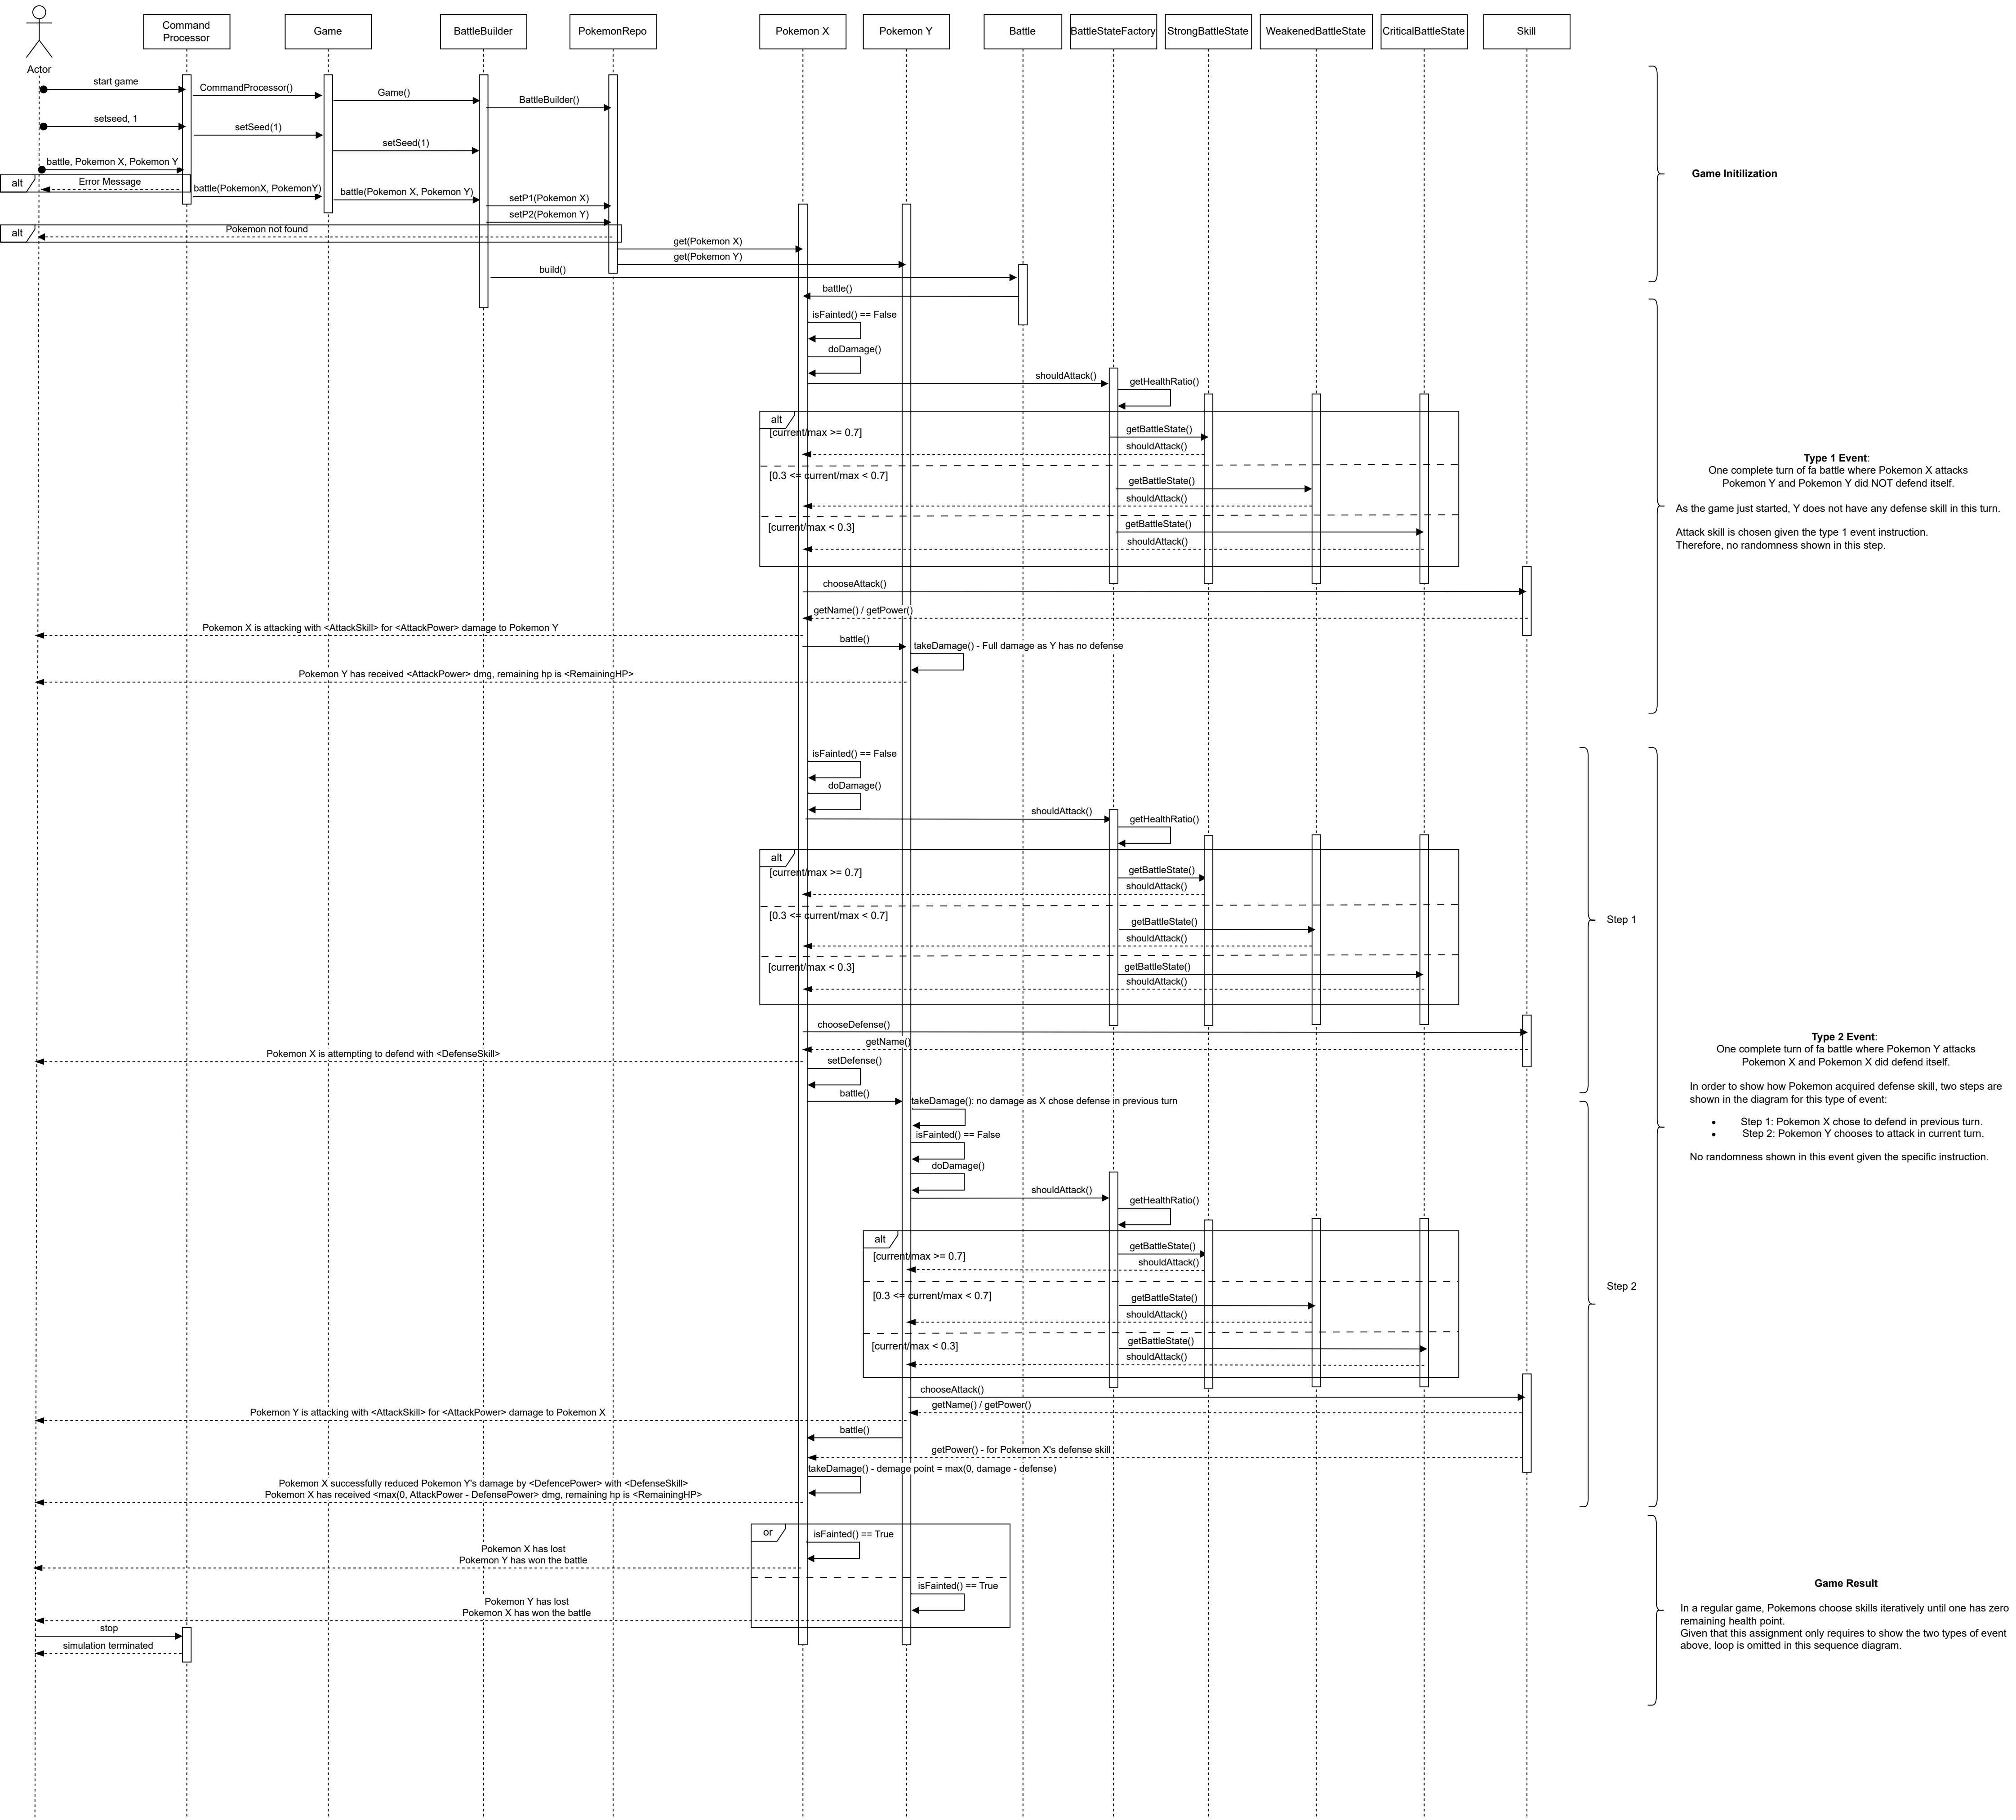 Actor
Command
Processor
Game
BattleBuilder
PokemonRepo
Pokemon X
Pokemon Y
Battle
BattleStateFactory
StrongBattleState
WeakenedBattleState
CriticalBattleState
Skill
start game
CommandProcessor()
Game()
BattleBuilder()
setseed, 1
setSeed(1)
setSeed(1)
battle, Pokemon X, Pokemon Y
alt
Error Message
battle(PokemonX, PokemonY)
battle(Pokemon X, Pokemon Y)
setP1(Pokemon X)
setP2(Pokemon Y)
alt
Pokemon not found
get(Pokemon X)
get(Pokemon Y)
build()
Game Initilization
battle()
isFainted() == False
doDamage()
shouldAttack()
getHealthRatio()
alt
[current/max >= 0.7]
getBattleState()
shouldAttack()
[0.3 <= current/max < 0.7]
getBattleState()
shouldAttack()
[current/max < 0.3]
getBattleState()
shouldAttack()
chooseAttack()
getName() / getPower()
Pokemon X is attacking with <AttackSkill> for <AttackPower> damage to Pokemon Y
battle()
takeDamage() - Full damage as Y has no defense
Pokemon Y has received <AttackPower> dmg, remaining hp is <RemainingHP>
Type 1 Event:
One complete turn of fa battle where Pokemon X attacks
Pokemon Y and Pokemon Y did NOT defend itself.
As the game just started, Y does not have any defense skill in this turn.
Attack skill is chosen given the type 1 event instruction.
Therefore, no randomness shown in this step.
isFainted() == False
doDamage()
shouldAttack()
getHealthRatio()
alt
[current/max >= 0.7]
getBattleState()
shouldAttack()
[0.3 <= current/max < 0.7]
getBattleState()
shouldAttack()
[current/max < 0.3]
getBattleState()
shouldAttack()
Step 1
chooseDefense()
getName()
Pokemon X is attempting to defend with <DefenseSkill>
setDefense()
battle()
takeDamage(): no damage as X chose defense in previous turn
isFainted() == False
doDamage()
shouldAttack()
getHealthRatio()
Type 2 Event:
One complete turn of fa battle where Pokemon Y attacks
Pokemon X and Pokemon X did defend itself.
In order to show how Pokemon acquired defense skill, two steps are
shown in the diagram for this type of event:
• Step 1: Pokemon X chose to defend in previous turn.
• Step 2: Pokemon Y chooses to attack in current turn.
No randomness shown in this event given the specific instruction.
alt
[current/max >= 0.7]
getBattleState()
shouldAttack()
[0.3 <= current/max < 0.7]
getBattleState()
shouldAttack()
[current/max < 0.3]
getBattleState()
shouldAttack()
Step 2
chooseAttack()
getName() / getPower()
Pokemon Y is attacking with <AttackSkill> for <AttackPower> damage to Pokemon X
battle()
getPower() - for Pokemon X's defense skill
takeDamage() - demage point = max(0, damage - defense)
Pokemon X successfully reduced Pokemon Y's damage by <DefencePower> with <DefenseSkill>
Pokemon X has received <max(0, AttackPower - DefensePower> dmg, remaining hp is <RemainingHP>
or
isFainted() == True
Pokemon X has lost
Pokemon Y has won the battle
isFainted() == True
Pokemon Y has lost
Pokemon X has won the battle
stop
simulation terminated
Game Result
In a regular game, Pokemons choose skills iteratively until one has zero
remaining health point.
Given that this assignment only requires to show the two types of event
above, loop is omitted in this sequence diagram.